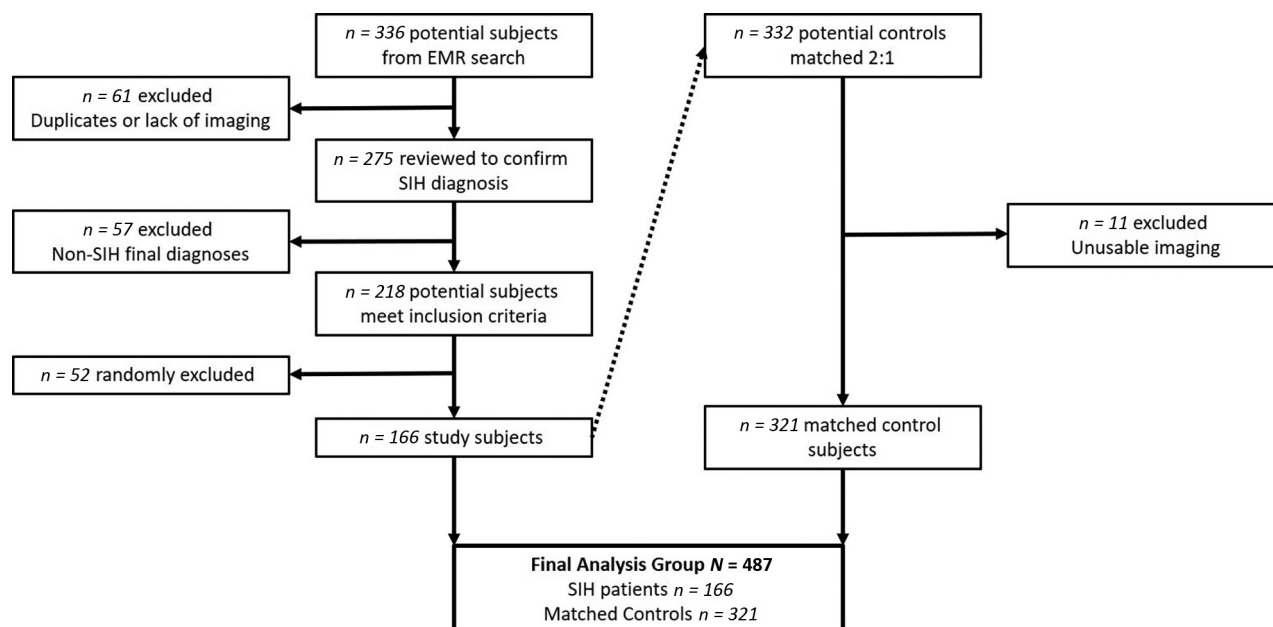 n = 336 potential subjects
from EMR search
n = 332 potential controls
matched 2:1
n = 61 excluded
Duplicates or lack of imaging
n = 275 reviewed to confirm
SIH diagnosis
n = 57 excluded
Non-SIH final diagnoses
n = 11 excluded
Unusable imaging
n = 218 potential subjects
meet inclusion criteria
n = 52 randomly excluded
n = 166 study subjects
n = 321 matched control
subjects
Final Analysis Group N = 487
SIH patients n = 166
Matched Controls n = 321